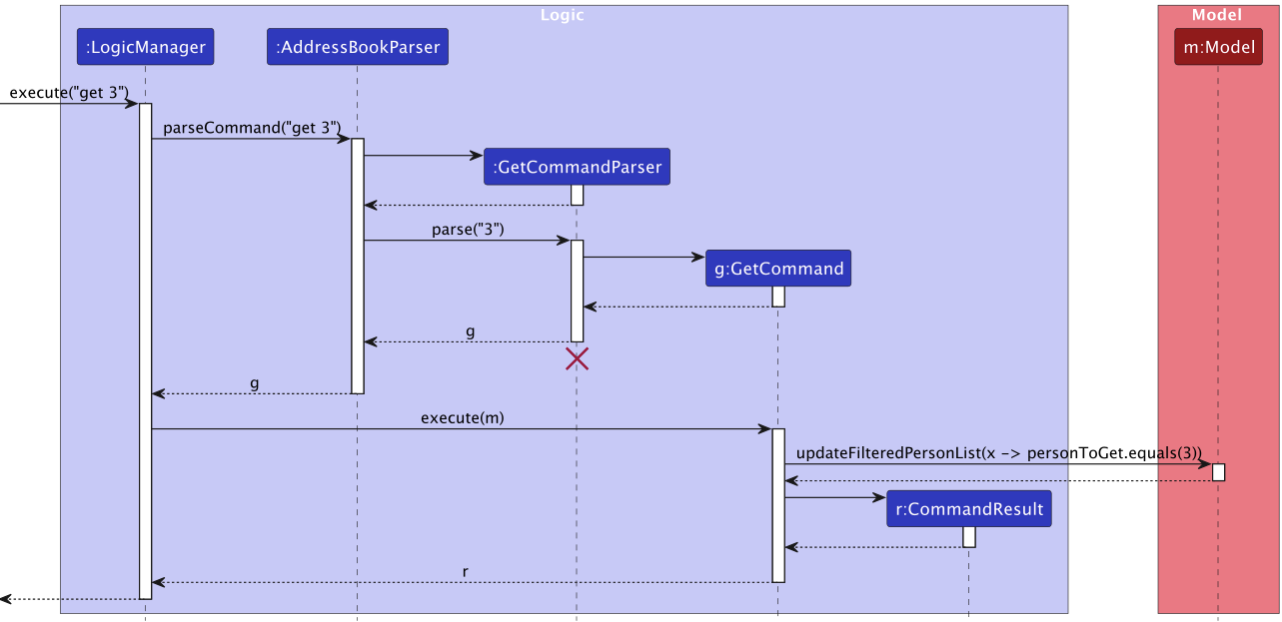 Logic
Model
:LogicManager
:AddressBookParser
m:Model
execute("get 3")
parseCommand("get 3")
:GetCommandParser
parse("3")
g:GetCommand
g
g
execute(m)
updateFilteredPersonList(x -> personToGet.equals(3))
r:CommandResult
r